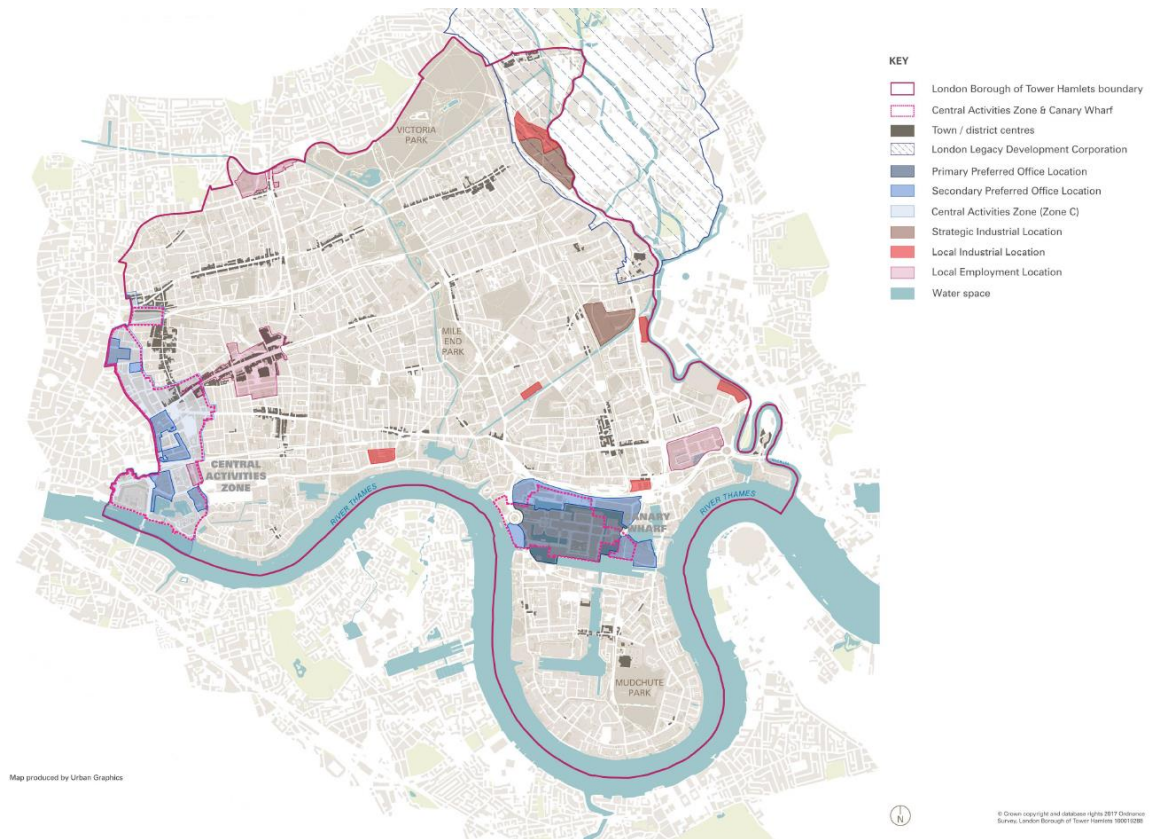 VICTORIA
PARK
MILE
END
PARK
CENTRAL
ACTIVITIES
ZONE
RIVER THAMES
RIVER THAMES
ANARY
WHARF
MUDCHUTE
PARK
KEY
London Borough of Tower Hamlets boundary
Central Activities Zone & Canary Wharf
Town / district centres
London Legacy Development Corporation
Primary Preferred Office Location
Secondary Preferred Office Location
Central Activities Zone (Zone C)
Strategic Industrial Location
Local Industrial Location
Local Employment Location
Water space
Map produced by Urban Graphics
N
© Crown copyright and database rights 2017 Ordnance
Survey, London Borough of Tower Hamlets